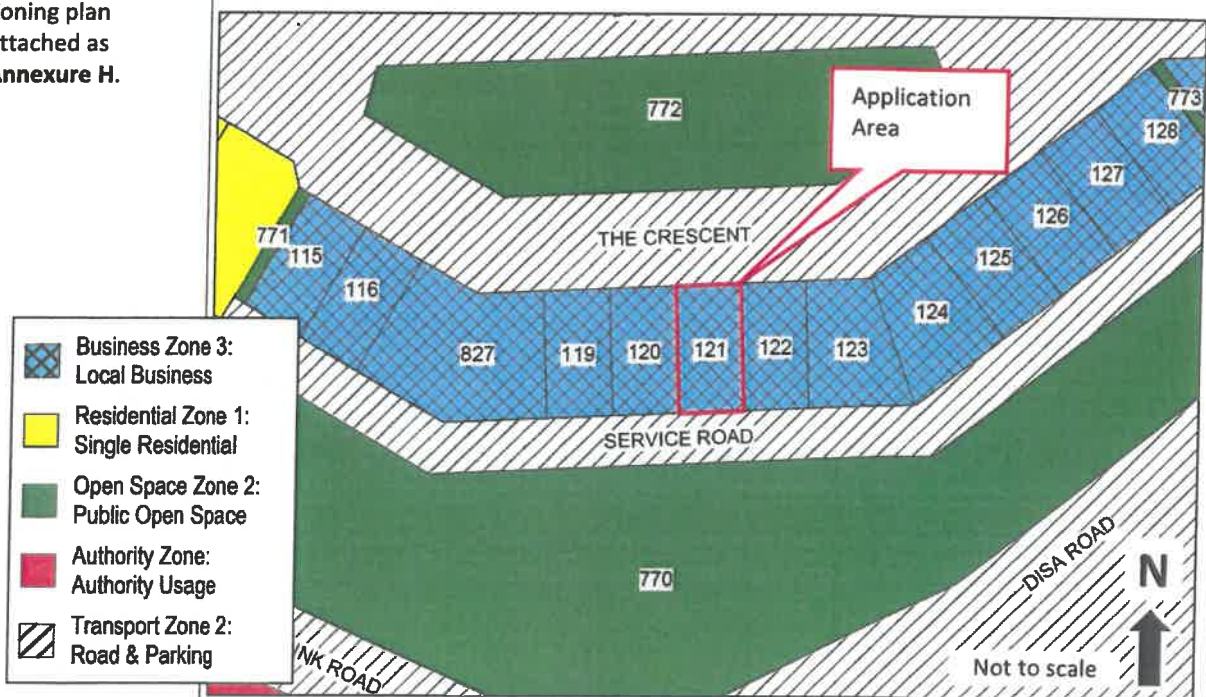 oning plan
ttached as
nnexure H.
772
Application
Area
773
128
127
126
125
124
THE CRESCENT
771
115
116
827
119
120
121
122
123
SERVICE ROAD
770
DISA ROAD
NK ROAD
N
Not to scale
Business Zone 3:
Local Business
Residential Zone 1:
Single Residential
Open Space Zone 2:
Public Open Space
Authority Zone:
Authority Usage
Transport Zone 2:
Road & Parking